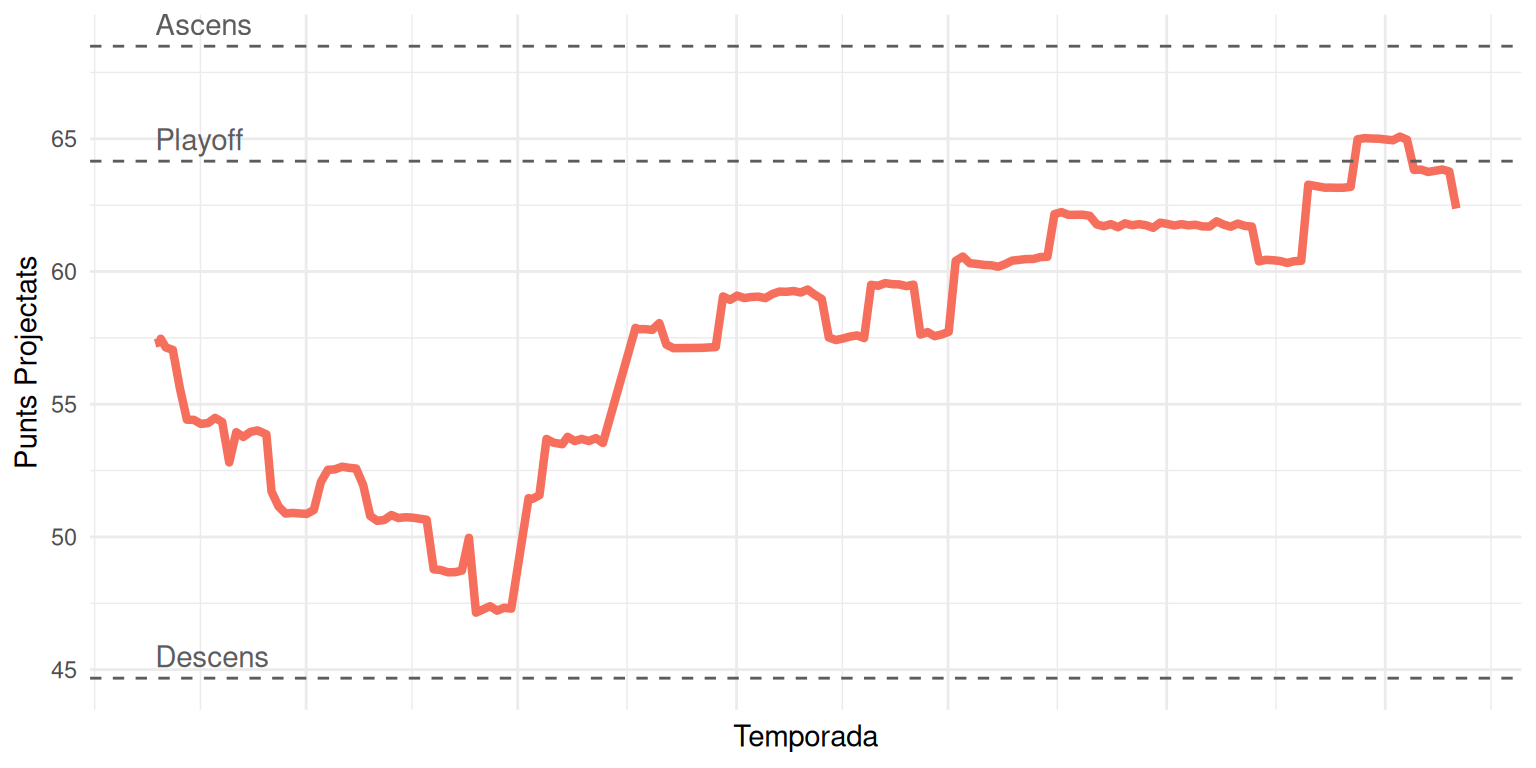 Ascens
65
Playoff
60
55
50
Descens
45
Punts Projectats
Temporada